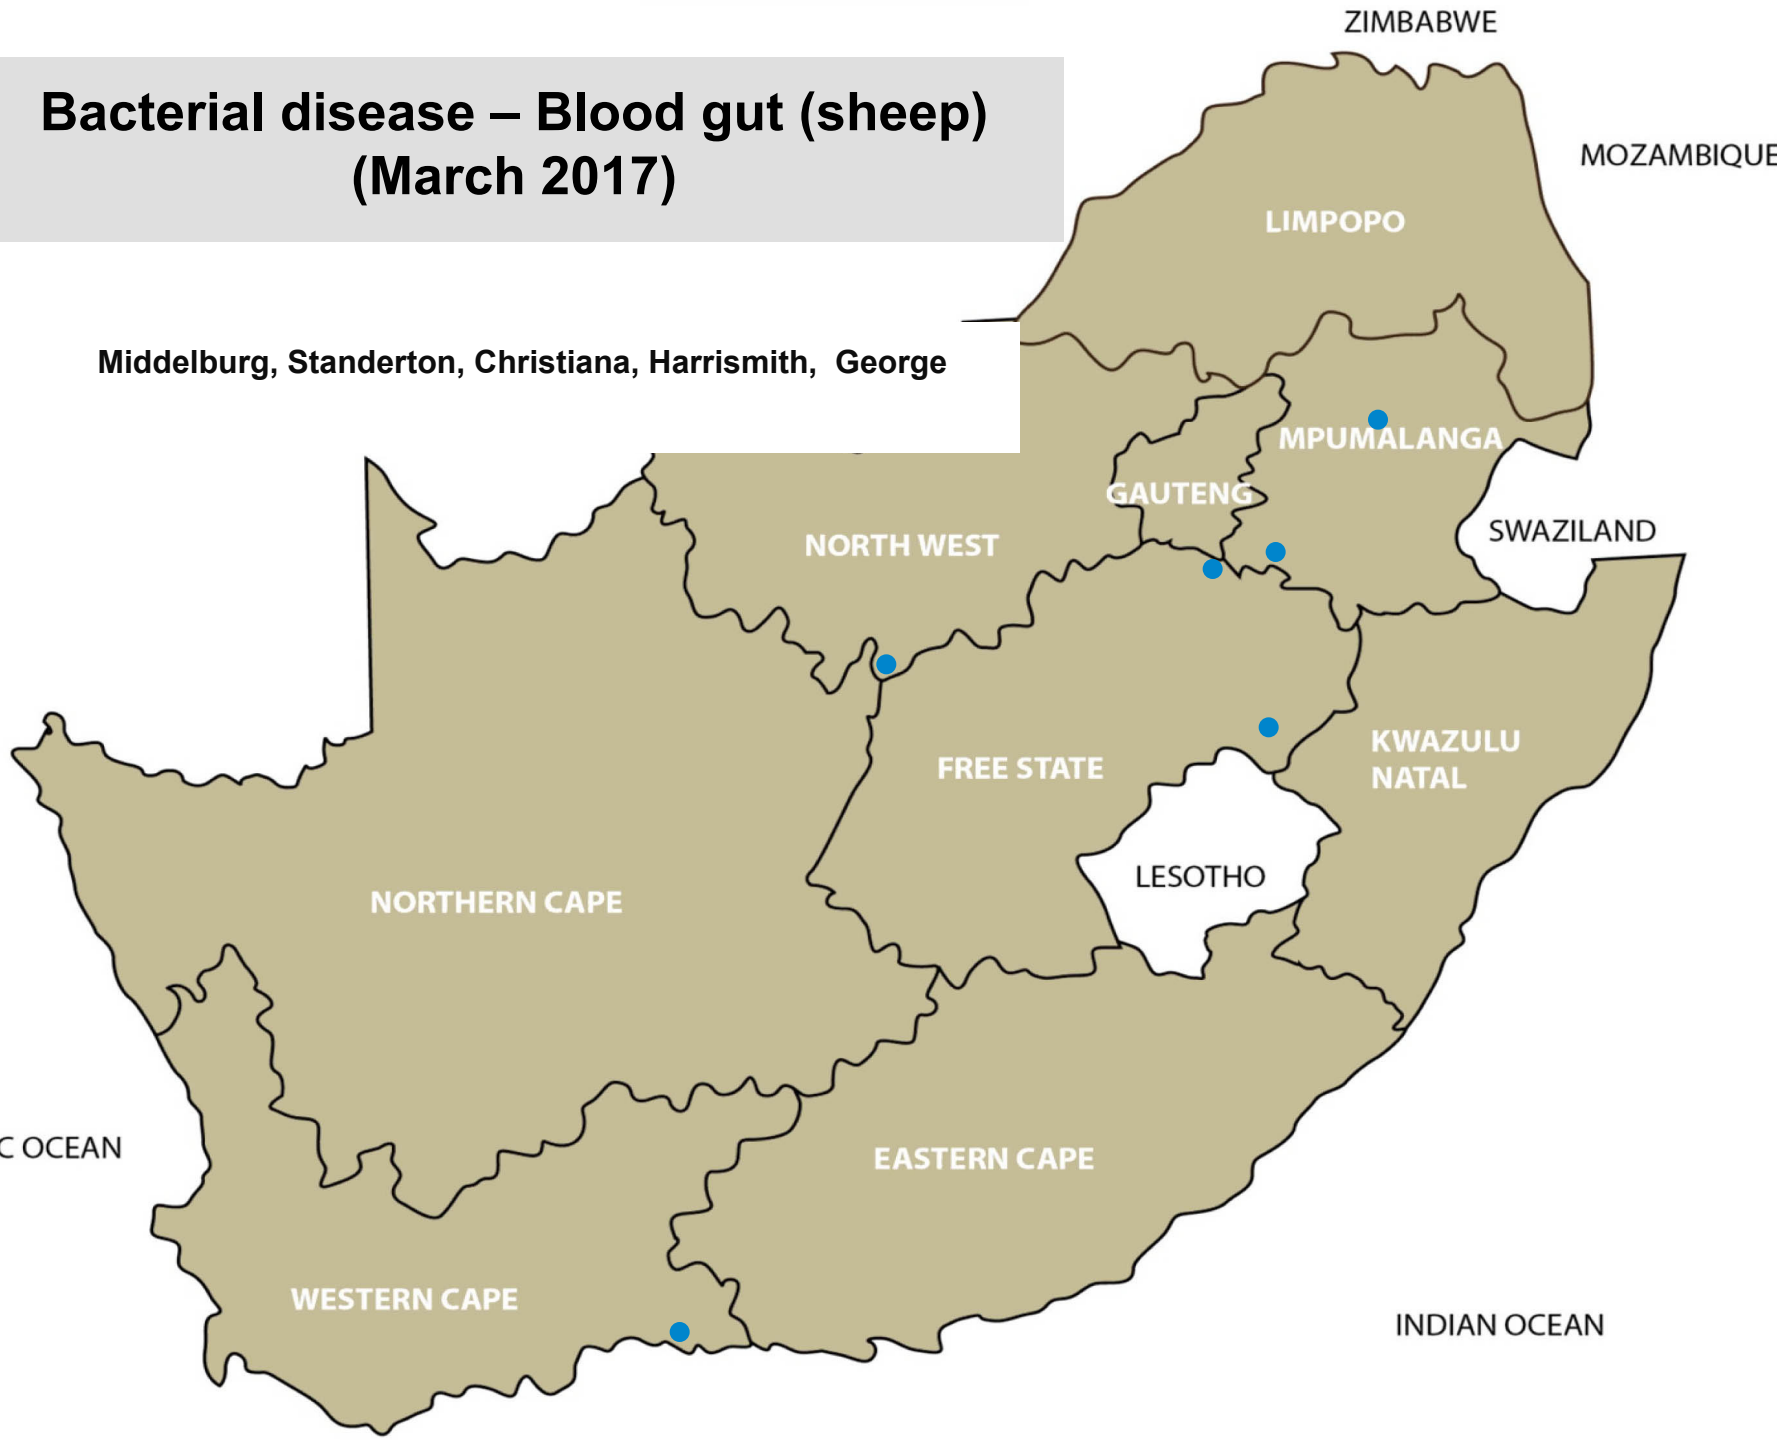 ZIMBABWE
Bacterial disease – Blood gut (sheep)
(March 2017)
MOZAMBIQUE
LIMPOPO
Middelburg, Standerton, Christiana, Harrismith, George
MPUMALANGA
GAUTENG
SWAZILAND
NORTH WEST
KWAZULU
NATAL
FREE STATE
LESOTHO
NORTHERN CAPE
C OCEAN
EASTERN CAPE
WESTERN CAPE
INDIAN OCEAN